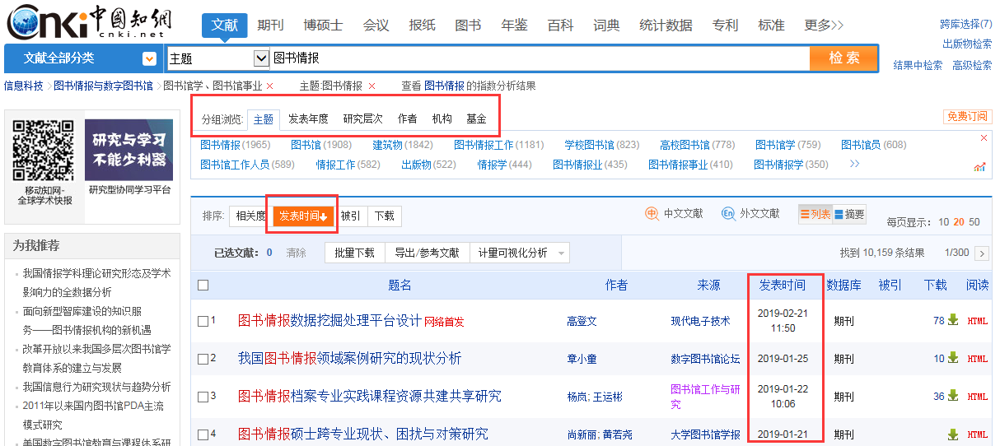 Cnki 中国知網
cnki.net
文献 期刊 博硕士 会议 报纸 图书 年鉴 百科 词典 统计数据 专利 标准 更多>>
跨库选择(7)
出版物检索
文献全部分类 主题 图书情报 检索
结果中检索 高级检索
信息科技 > 图书情报与数字图书馆 > 图书馆学、图书馆事业 × 主题:图书情报 × 查看 图书情报 的指数分析结果
研究与学习
不能少利器
移动知网-
全球学术快报
研究型协同学习平台
分组浏览: 主题 发表年度 研究层次 作者 机构 基金
免费订阅
图书情报(1965) 图书馆(1908) 建筑物(1842) 图书情报工作(1181) 学校图书馆(823) 高校图书馆(778) 图书馆学(759) 图书馆员(608)
图书馆工作人员(589) 情报工作(582) 出版物(522) 情报学(444) 图书情报业(435) 图书情报事业(410) 图书情报学(350) >>
排序: 相关度 发表时间↓ 被引 下载
中 中文文献 En 外文文献 列表 摘要
每页显示: 10 20 50
已选文献: 0 清除 批量下载 导出/参考文献 计量可视化分析
找到 10,159 条结果 1/300 >
题名 作者 来源 发表时间 数据库 被引 下载 阅读
1 图书情报数据挖掘处理平台设计 网络首发 高登文 现代电子技术 2019-02-21 11:50 期刊 78 HTML
2 我国图书情报领域案例研究的现状分析 章小童 数字图书馆论坛 2019-01-25 期刊 10 HTML
3 图书情报档案专业实践课程资源共建共享研究 杨岚; 王运彬 图书馆工作与研究 2019-01-22 10:06 期刊 36 HTML
4 图书情报硕士跨专业现状、困扰与对策研究 尚新丽; 黄若尧 大学图书馆学报 2019-01-21 期刊 HTML
为我推荐
我国情报学科理论研究形态及学术
影响力的全数据分析
面向新型智库建设的知识服
务——图书情报机构的新机遇
改革开放以来我国多层次图书馆学
教育体系的建立与发展
我国信息行为研究现状与趋势分析
2011年以来国内图书馆PDA主流
模式研究
美国数字图书馆教育与课程体系研